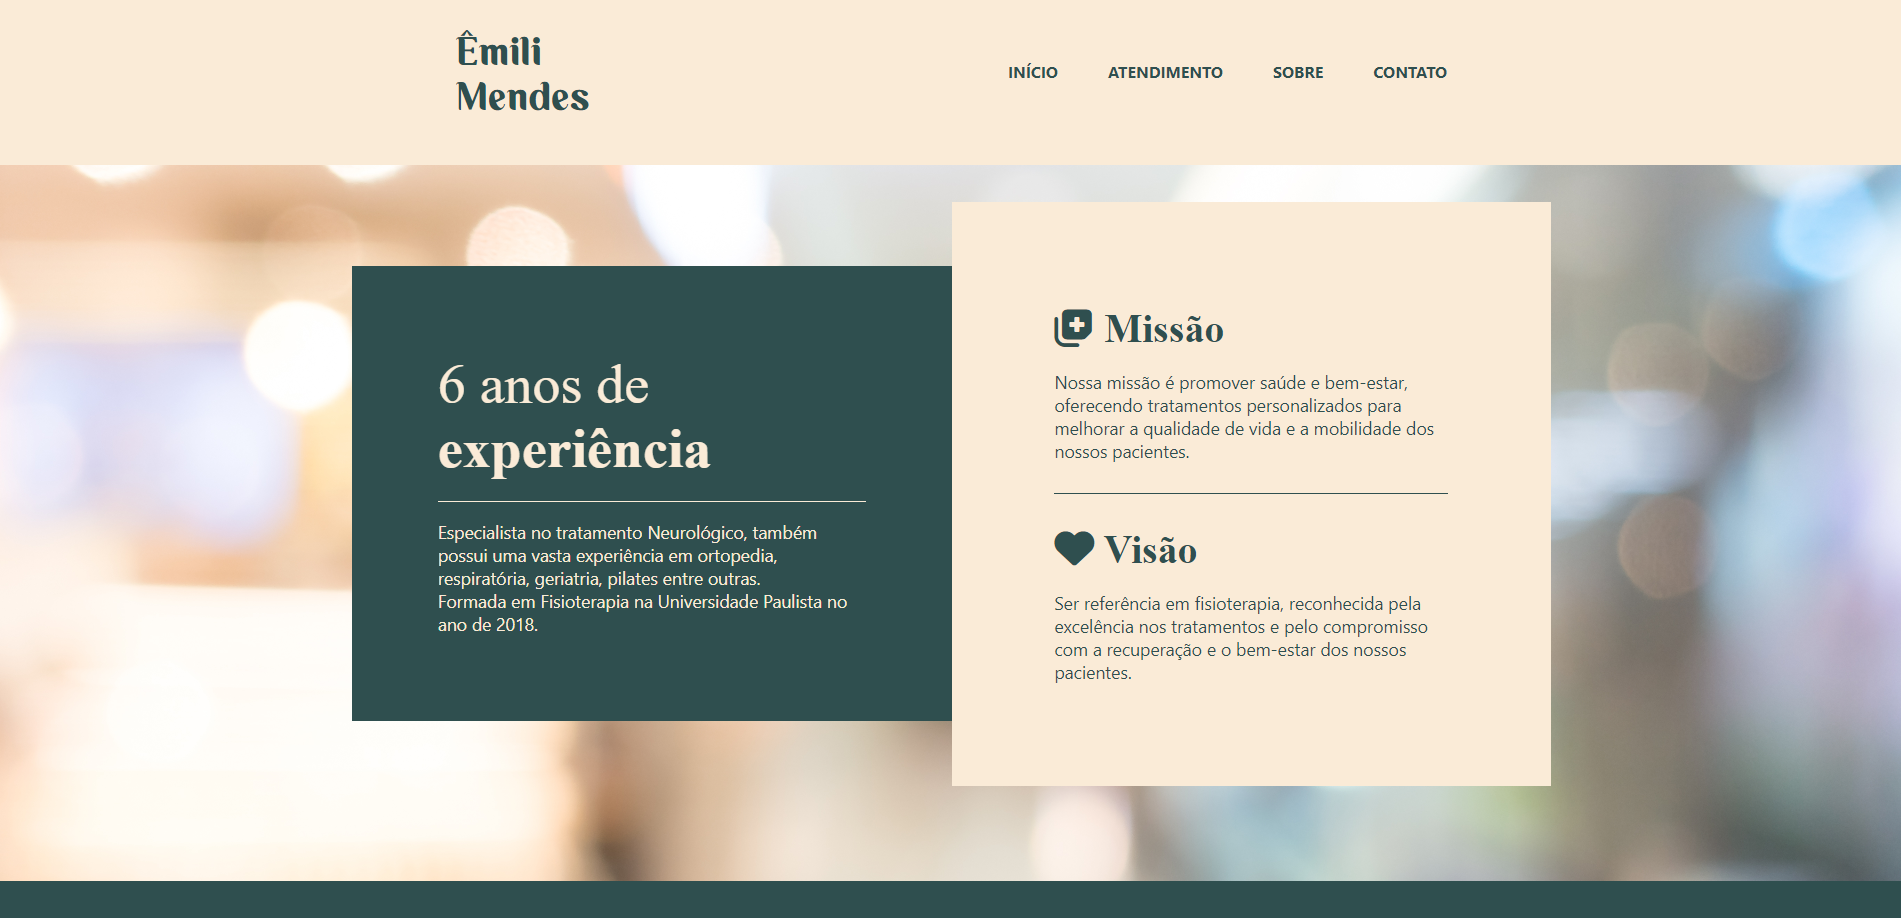 Êmili
Mendes
INÍCIO
ATENDIMENTO
SOBRE
CONTATO
6 anos de
experiência
Especialista no tratamento Neurológico, também
possui uma vasta experiência em ortopedia,
respiratória, geriatria, pilates entre outras.
Formada em Fisioterapia na Universidade Paulista no
ano de 2018.
Missão
Nossa missão é promover saúde e bem-estar,
oferecendo tratamentos personalizados para
melhorar a qualidade de vida e a mobilidade dos
nossos pacientes.
Visão
Ser referência em fisioterapia, reconhecida pela
excelência nos tratamentos e pelo compromisso
com a recuperação e o bem-estar dos nossos
pacientes.